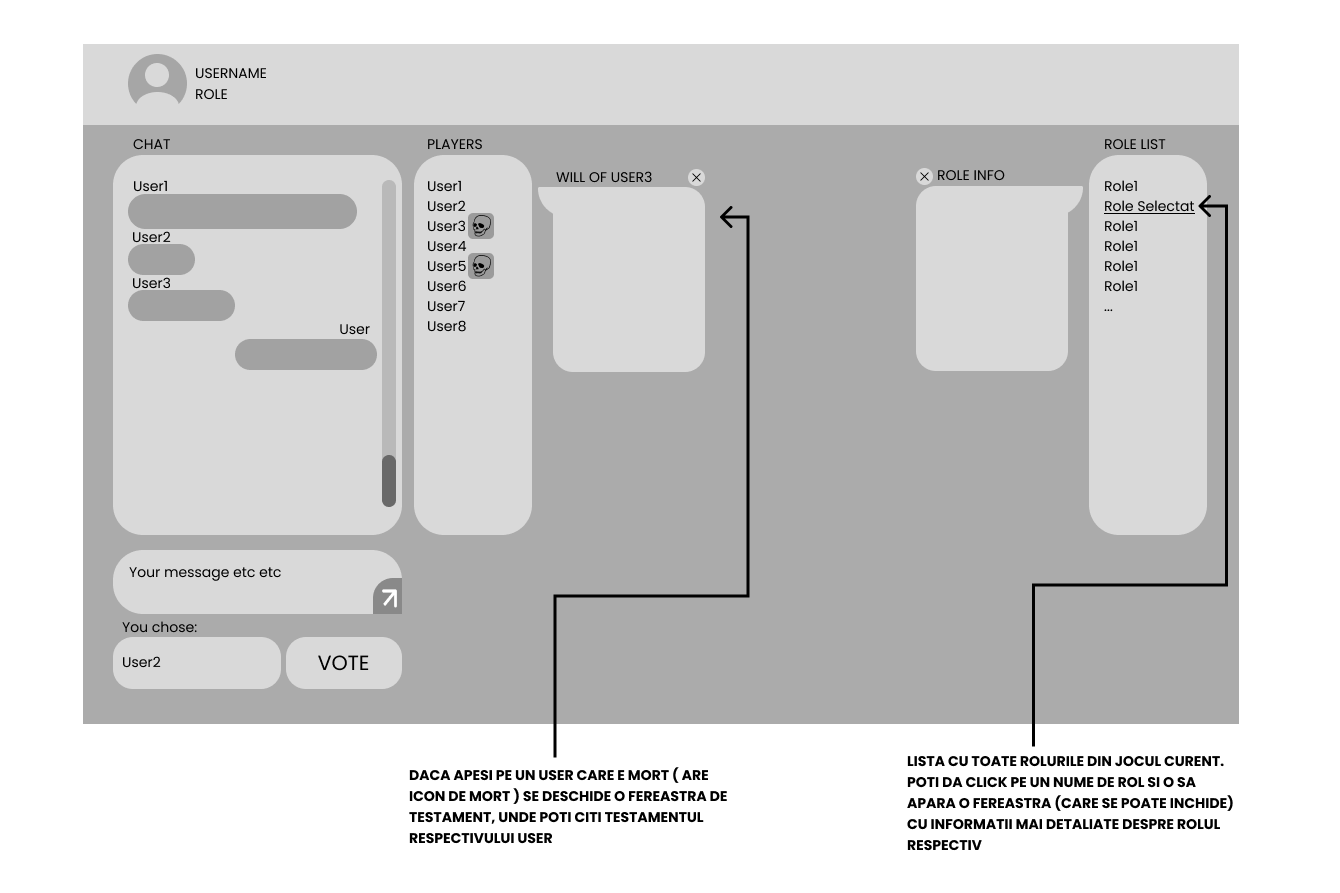 USERNAME
ROLE
CHAT
User1
User2
User3
User
Your message etc etc
You chose:
User2
VOTE
PLAYERS
User1
User2
User3
User4
User5
User6
User7
User8
WILL OF USER3
ROLE INFO
ROLE LIST
Role1
Role Selectat
Role1
Role1
Role1
Role1
...
DACA APESI PE UN USER CARE E MORT ( ARE
ICON DE MORT ) SE DESCHIDE O FEREASTRA DE
TESTAMENT, UNDE POTI CITI TESTAMENTUL
RESPECTIVULUI USER
LISTA CU TOATE ROLURILE DIN JOCUL CURENT.
POTI DA CLICK PE UN NUME DE ROL SI O SA
APARA O FEREASTRA (CARE SE POATE INCHIDE)
CU INFORMATII MAI DETALIATE DESPRE ROLUL
RESPECTIV